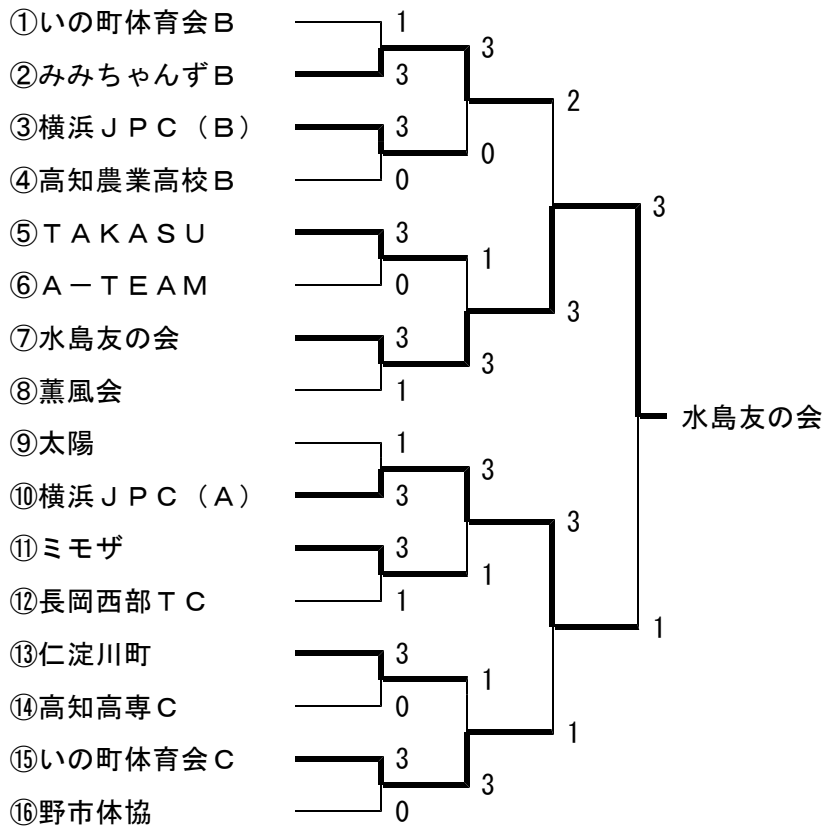 ①いの町体育会Ｂ
1
3
②みみちゃんずＢ
3
2
③横浜ＪＰＣ（Ｂ）
3
0
④高知農業高校Ｂ
0
3
⑤ＴＡＫＡＳＵ
3
1
⑥Ａ－ＴＥＡＭ
0
3
⑦水島友の会
3
3
⑧薫風会
1
水島友の会
⑨太陽
1
3
⑩横浜ＪＰＣ（Ａ）
3
3
⑪ミモザ
3
1
⑫長岡西部ＴＣ
1
1
⑬仁淀川町
3
1
⑭高知高専Ｃ
0
1
⑮いの町体育会Ｃ
3
3
⑯野市体協
0